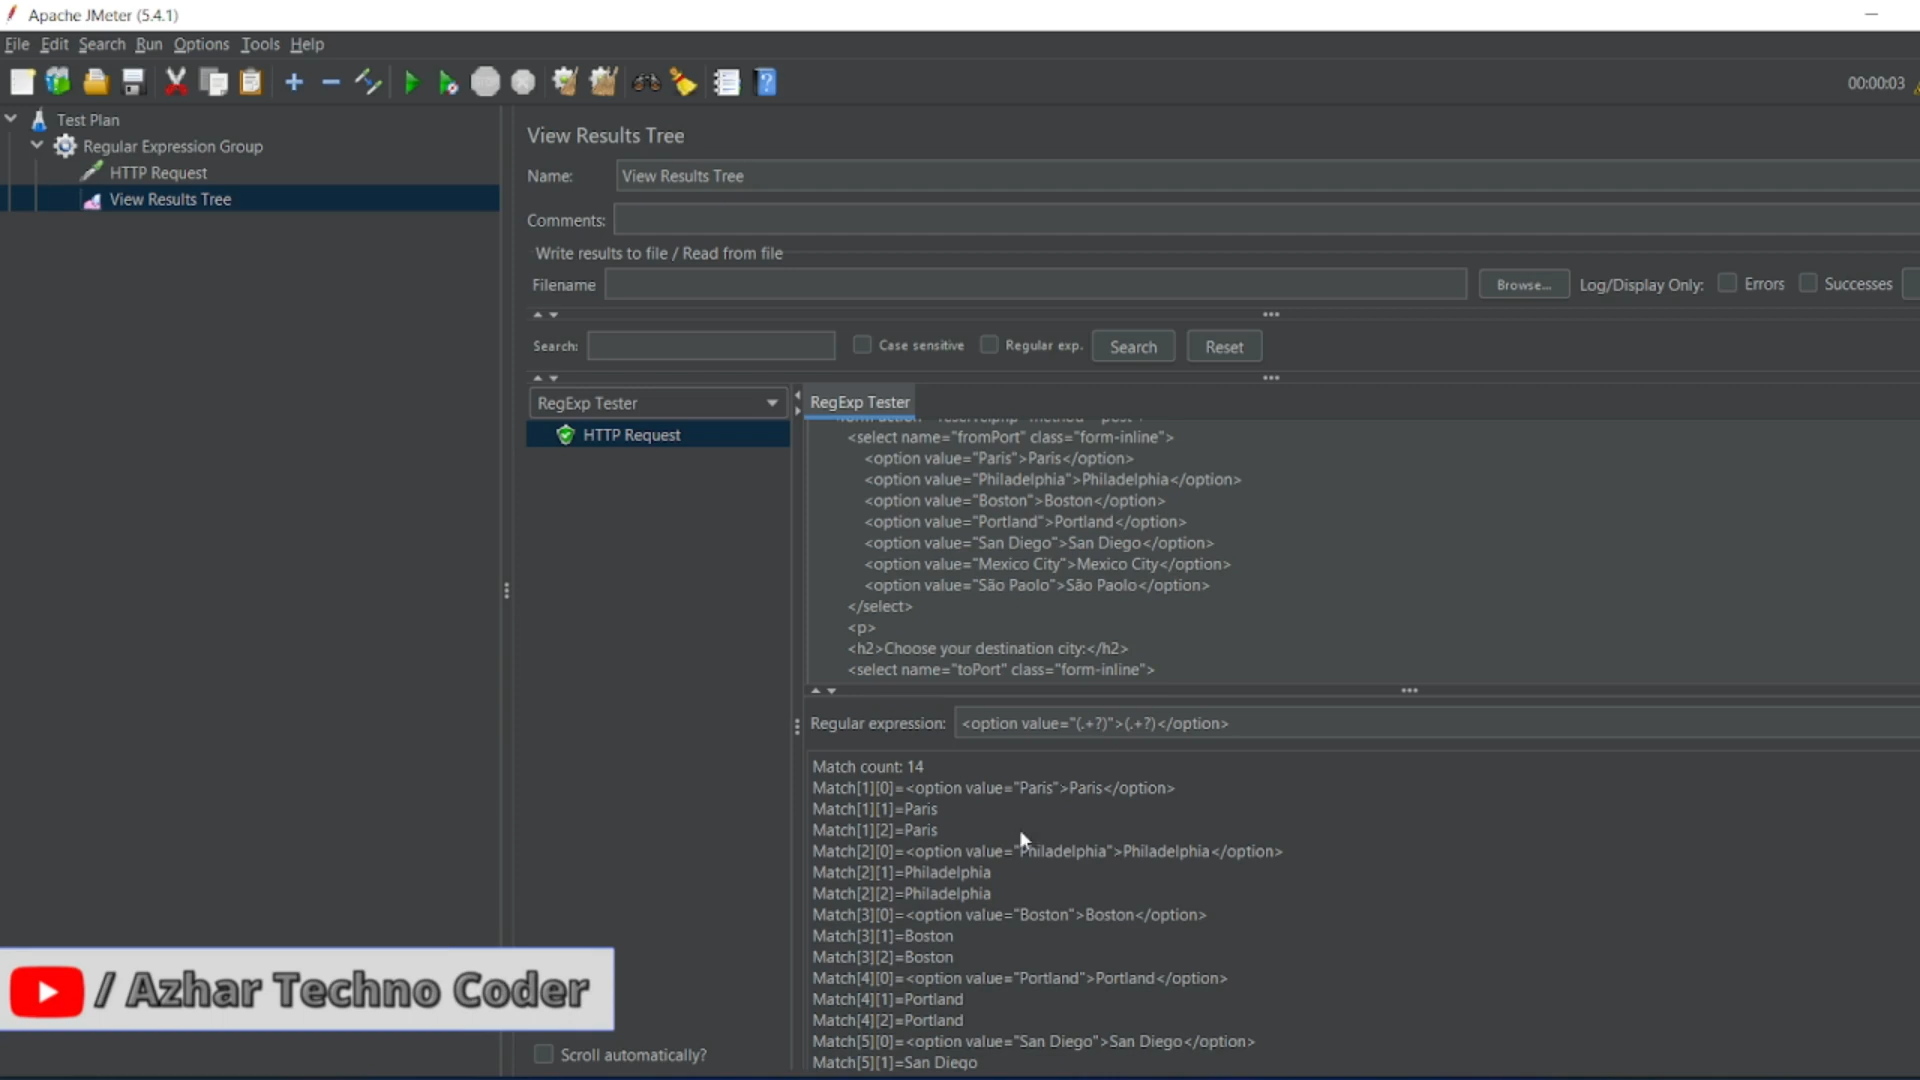 Apache JMeter (5.4.1)
File Edit Search Run Options Tools Help
00:00:03
Test Plan
Regular Expression Group
HTTP Request
View Results Tree
View Results Tree
Name: View Results Tree
Comments:
Write results to file / Read from file
Filename Browse... Log/Display Only: Errors Successes
Search: Case sensitive Regular exp. Search Reset
RegExp Tester
HTTP Request
RegExp Tester
<select name="fromPort" class="form-inline">
<option value="Paris">Paris</option>
<option value="Philadelphia">Philadelphia</option>
<option value="Boston">Boston</option>
<option value="Portland">Portland</option>
<option value="San Diego">San Diego</option>
<option value="Mexico City">Mexico City</option>
<option value="São Paolo">São Paolo</option>
</select>
<p>
<h2>Choose your destination city:</h2>
<select name="toPort" class="form-inline">
Regular expression: <option value="(.+?)">(.+?)</option>
Match count: 14
Match[1][0]=<option value="Paris">Paris</option>
Match[1][1]=Paris
Match[1][2]=Paris
Match[2][0]=<option value="Philadelphia">Philadelphia</option>
Match[2][1]=Philadelphia
Match[2][2]=Philadelphia
Match[3][0]=<option value="Boston">Boston</option>
Match[3][1]=Boston
Match[3][2]=Boston
Match[4][0]=<option value="Portland">Portland</option>
Match[4][1]=Portland
Match[4][2]=Portland
Match[5][0]=<option value="San Diego">San Diego</option>
Match[5][1]=San Diego
/ Azhar Techno Coder
Scroll automatically?